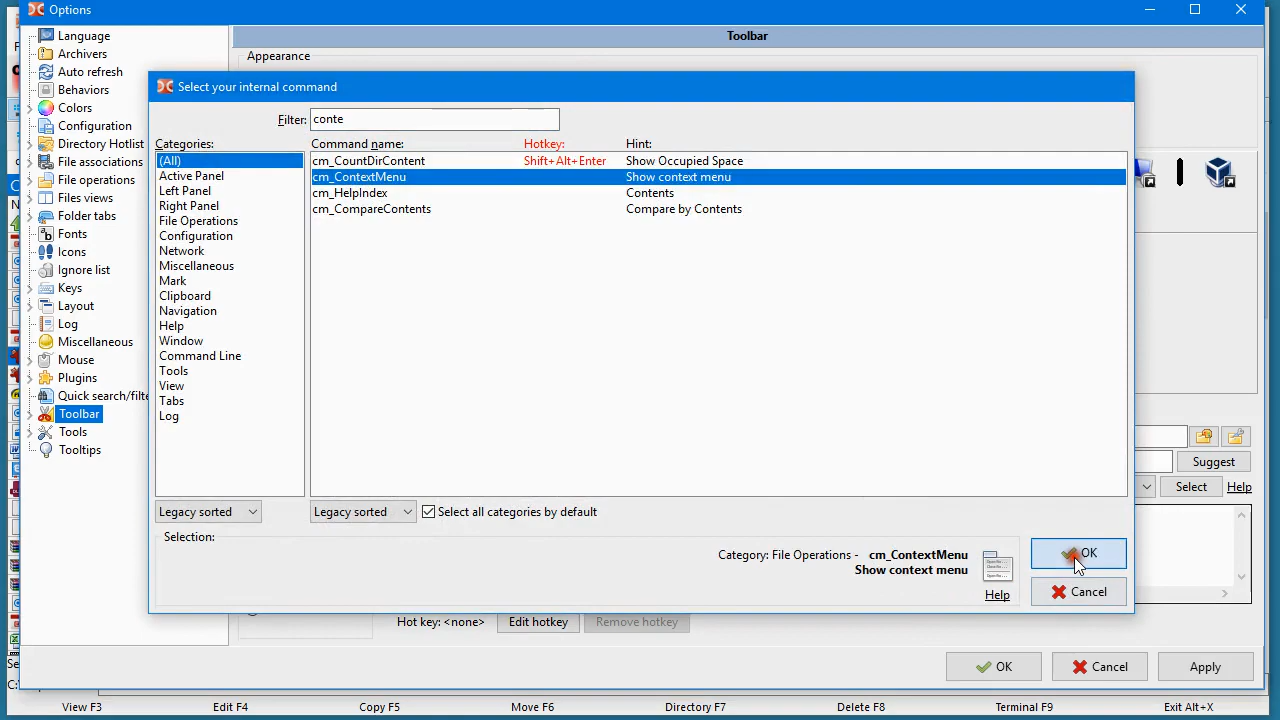 Options
Language
Archivers
Auto refresh
Behaviors
Colors
Configuration
Directory Hotlist
File associations
File operations
Files views
Folder tabs
Fonts
Icons
Ignore list
Keys
Layout
Log
Miscellaneous
Mouse
Plugins
Quick search/filte
Toolbar
Tools
Tooltips
Toolbar
Appearance
Select your internal command
Filter: conte
Categories:
(All)
Active Panel
Left Panel
Right Panel
File Operations
Configuration
Network
Miscellaneous
Mark
Clipboard
Navigation
Help
Window
Command Line
Tools
View
Tabs
Log
Command name: Hotkey: Hint:
cm_CountDirContent Shift+Alt+Enter Show Occupied Space
cm_ContextMenu Show context menu
cm_HelpIndex Contents
cm_CompareContents Compare by Contents
Legacy sorted Legacy sorted Select all categories by default
Selection:
Category: File Operations - cm_ContextMenu
Show context menu
Help
OK
Cancel
Suggest
Select Help
Hot key: <none> Edit hotkey Remove hotkey
OK Cancel Apply
View F3 Edit F4 Copy F5 Move F6 Directory F7 Delete F8 Terminal F9 Exit Alt+X